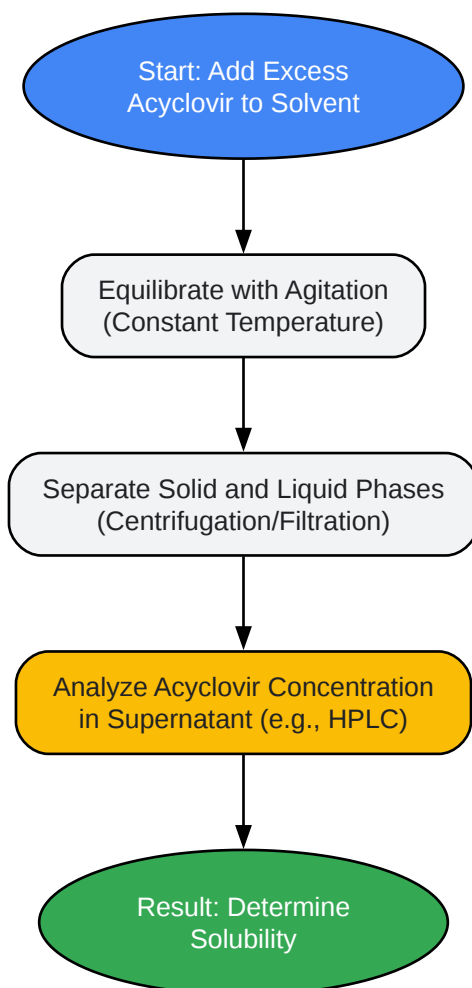 Start: Add Excess
Acyclovir to Solvent
Equilibrate with Agitation
(Constant Temperature)
Separate Solid and Liquid Phases
(Centrifugation/Filtration)
Analyze Acyclovir Concentration
in Supernatant (e.g., HPLC)
Result: Determine
Solubility